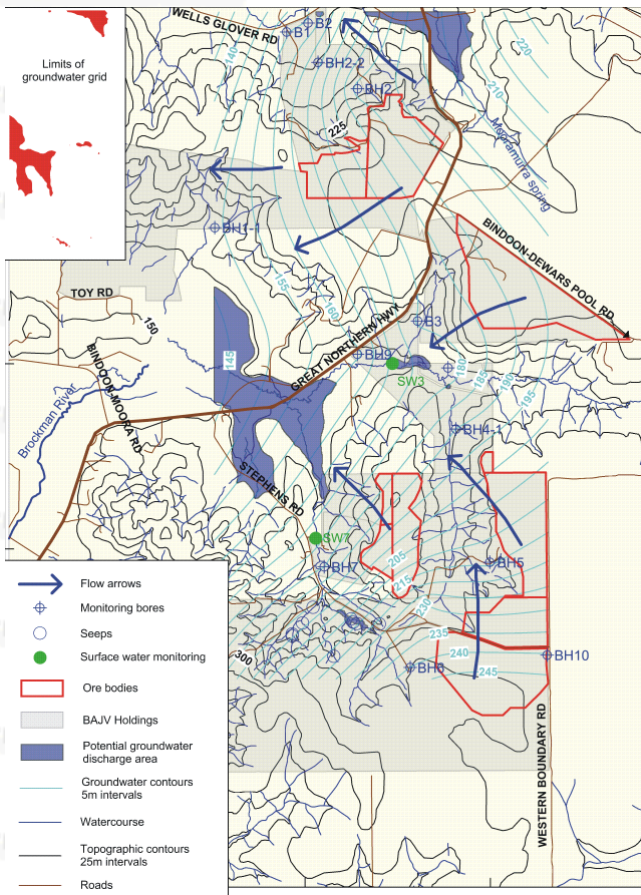 Limits of
groundwater grid
WELLS GLOVER RD
B2
B1
BH2-2
BH2
140
220
210
225
Mooramurra spring
BH1-1
BINDOON-DEWARS POOL RD
TOY RD
150
155
160
B3
GREAT NORTHERN HWY
BH9
SW3
145
180
185
190
195
BINDOON-MOORA RD
Brockman River
BH4-1
STEPHENS RD
SW7
BH7
BH5
205
215
230
235
240
245
300
BH8
BH10
WESTERN BOUNDARY RD
Flow arrows
Monitoring bores
Seeps
Surface water monitoring
Ore bodies
BAJV Holdings
Potential groundwater
discharge area
Groundwater contours
5m intervals
Watercourse
Topographic contours
25m intervals
Roads